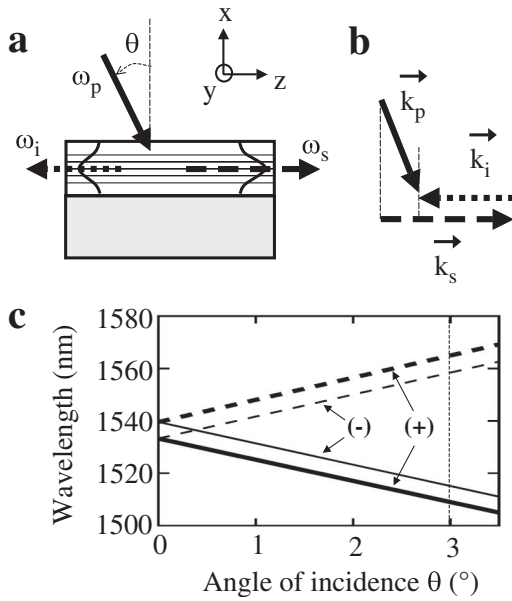 a
b
c
x
θ
ω_p
y
z
ω_i
ω_s
k_p
k_i
k_s
Wavelength (nm)
1580
1560
1540
1520
1500
(-)
(+)
0
1
2
3
Angle of incidence θ (°)